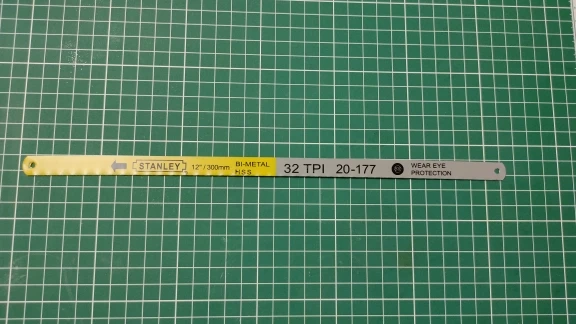 STANLEY
12"/300mm
BI-METAL
H.S.S.
32 TPI 20-177
WEAR EYE
PROTECTION